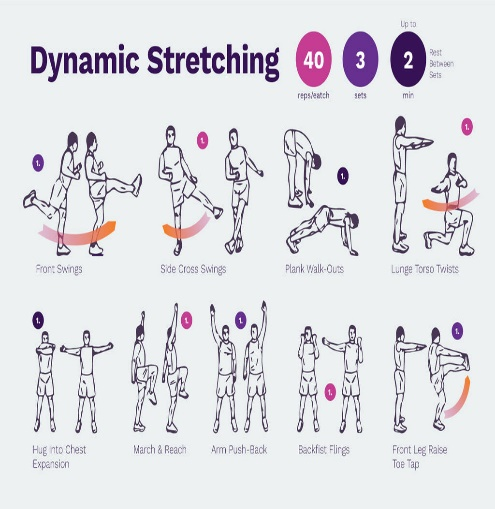 Dynamic Stretching
40
reps/eatch
3
sets
Up to
2
min
Rest
Between
Sets
1.
1.
1.
1.
Front Swings
Side Cross Swings
Plank Walk-Outs
Lunge Torso Twists
1.
1.
1.
1.
1.
Hug Into Chest
Expansion
March & Reach
Arm Push-Back
Backfist Flings
Front Leg Raise
Toe Tap